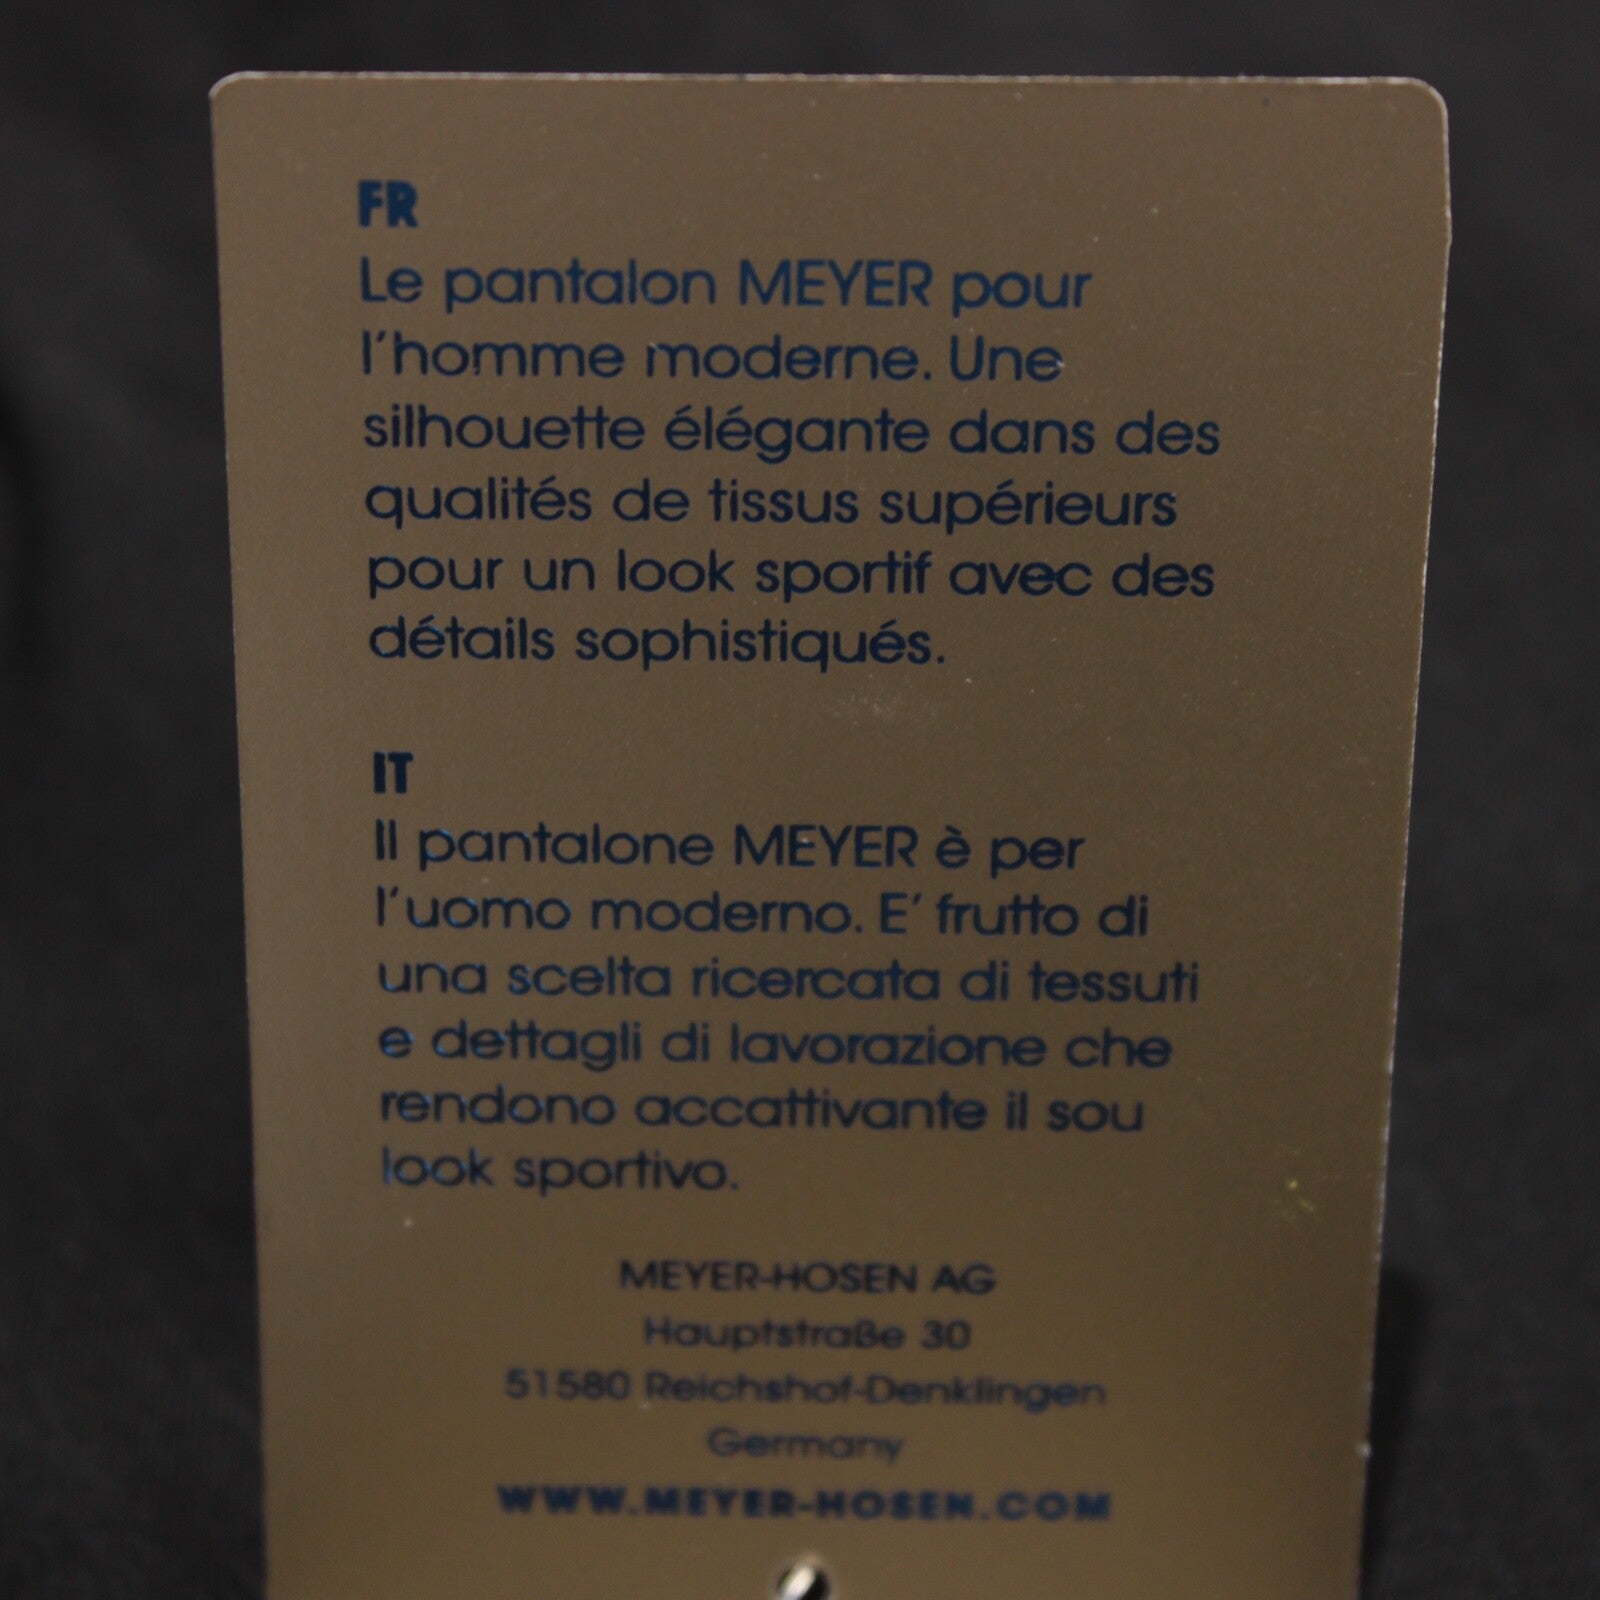 FR
Le pantalon MEYER pour
l'homme moderne. Une
silhouette élégante dans des
qualités de tissus supérieurs
pour un look sportif avec des
détails sophistiqués.
IT
Il pantalone MEYER è per
l'uomo moderno. E' frutto di
una scelta ricercata di tessuti
e dettagli di lavorazione che
rendono accattivante il sou
look sportivo.
MEYER-HOSEN AG
Hauptstraße 30
51580 Reichshof-Denklingen
Germany
WWW.MEYER-HOSEN.COM